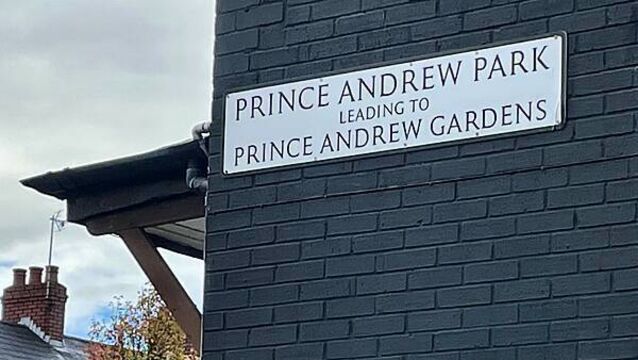 PRINCE ANDREW PARK
LEADING TO
PRINCE ANDREW GARDENS